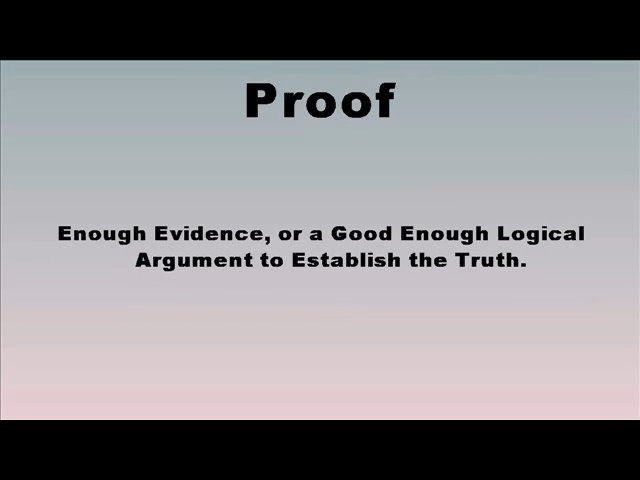 Proof
Enough Evidence, or a Good Enough Logical
Argument to Establish the Truth.